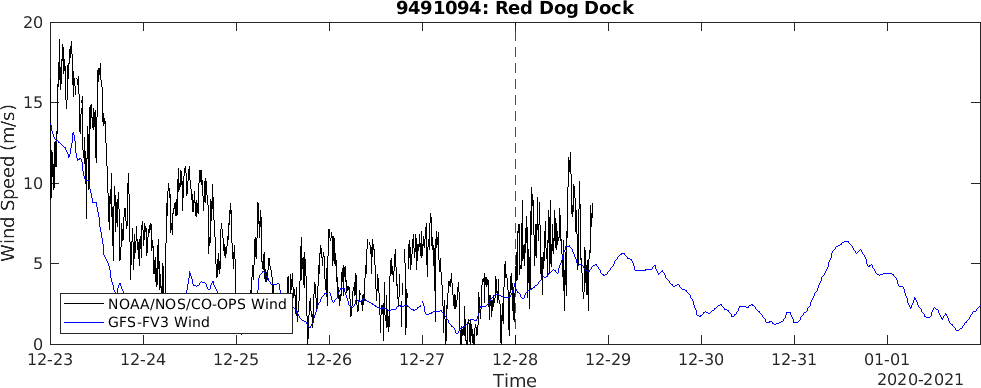 9491094: Red Dog Dock
Wind Speed (m/s)
20
15
10
5
0
NOAA/NOS/CO-OPS Wind
GFS-FV3 Wind
12-23 12-24 12-25 12-26 12-27 12-28 12-29 12-30 12-31 01-01
Time
2020-2021